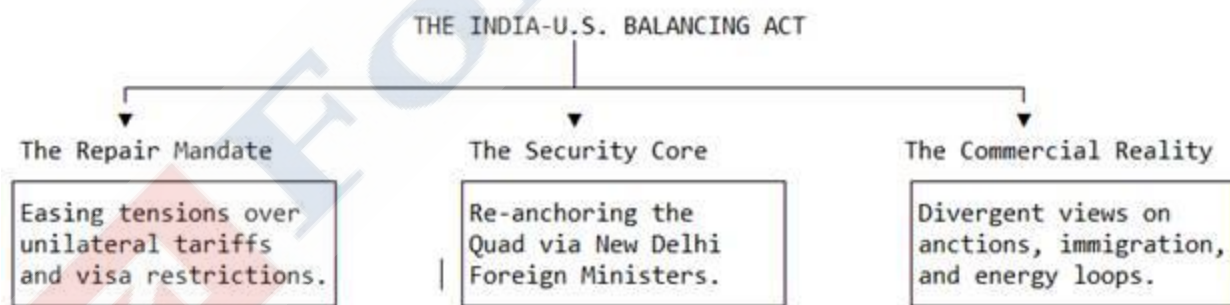 THE INDIA-U.S. BALANCING ACT
The Repair Mandate
Easing tensions over
unilateral tariffs
and visa restrictions.
The Security Core
Re-anchoring the
Quad via New Delhi
Foreign Ministers.
The Commercial Reality
Divergent views on
anctions, immigration,
and energy loops.